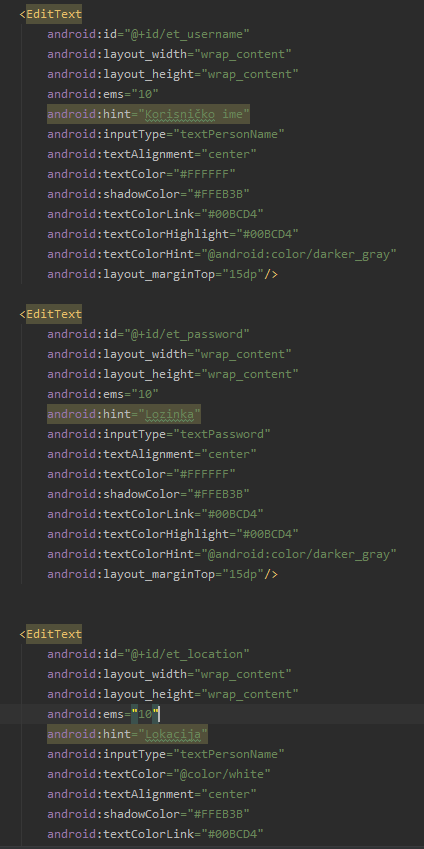 <EditText
android:id="@+id/et_username"
android:layout_width="wrap_content"
android:layout_height="wrap_content"
android:ems="10"
android:hint="Korisničko ime"
android:inputType="textPersonName"
android:textAlignment="center"
android:textColor="#FFFFFF"
android:shadowColor="#FFEB3B"
android:textColorLink="#00BCD4"
android:textColorHighlight="#00BCD4"
android:textColorHint="@android:color/darker_gray"
android:layout_marginTop="15dp"/>
<EditText
android:id="@+id/et_password"
android:layout_width="wrap_content"
android:layout_height="wrap_content"
android:ems="10"
android:hint="Lozinka"
android:inputType="textPassword"
android:textAlignment="center"
android:textColor="#FFFFFF"
android:shadowColor="#FFEB3B"
android:textColorLink="#00BCD4"
android:textColorHighlight="#00BCD4"
android:textColorHint="@android:color/darker_gray"
android:layout_marginTop="15dp"/>
<EditText
android:id="@+id/et_location"
android:layout_width="wrap_content"
android:layout_height="wrap_content"
android:ems="10"
android:hint="Lokacija"
android:inputType="textPersonName"
android:textColor="@color/white"
android:textAlignment="center"
android:shadowColor="#FFEB3B"
android:textColorLink="#00BCD4"